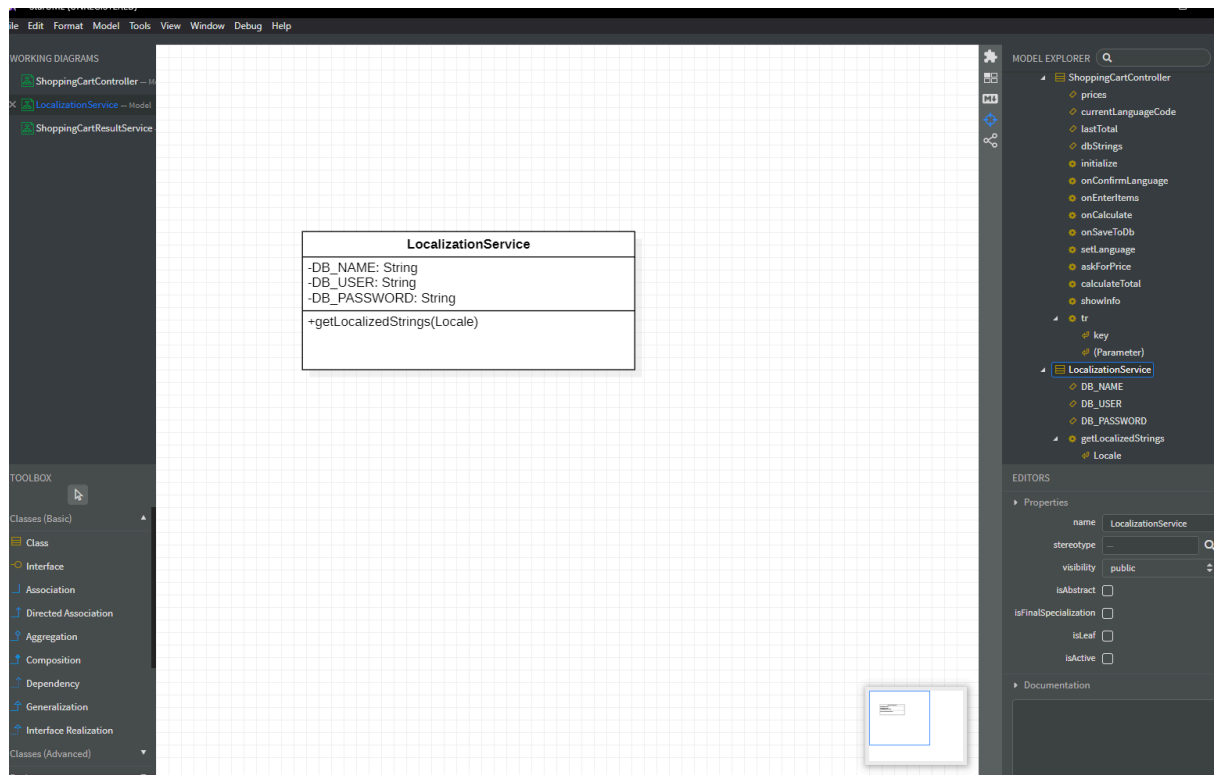 StarUML (UNREGISTERED)
ile Edit Format Model Tools View Window Debug Help
WORKING DIAGRAMS
ShoppingCartController — M
LocalizationService — Model
ShoppingCartResultService -
TOOLBOX
Classes (Basic)
Class
Interface
Association
Directed Association
Aggregation
Composition
Dependency
Generalization
Interface Realization
Classes (Advanced)
LocalizationService
-DB_NAME: String
-DB_USER: String
-DB_PASSWORD: String
+getLocalizedStrings(Locale)
MODEL EXPLORER
ShoppingCartController
prices
currentLanguageCode
lastTotal
dbStrings
initialize
onConfirmLanguage
onEnterItems
onCalculate
onSaveToDb
setLanguage
askForPrice
calculateTotal
showInfo
tr
key
(Parameter)
LocalizationService
DB_NAME
DB_USER
DB_PASSWORD
getLocalizedStrings
Locale
EDITORS
Properties
name LocalizationService
stereotype —
visibility public
isAbstract
isFinalSpecialization
isLeaf
isActive
Documentation